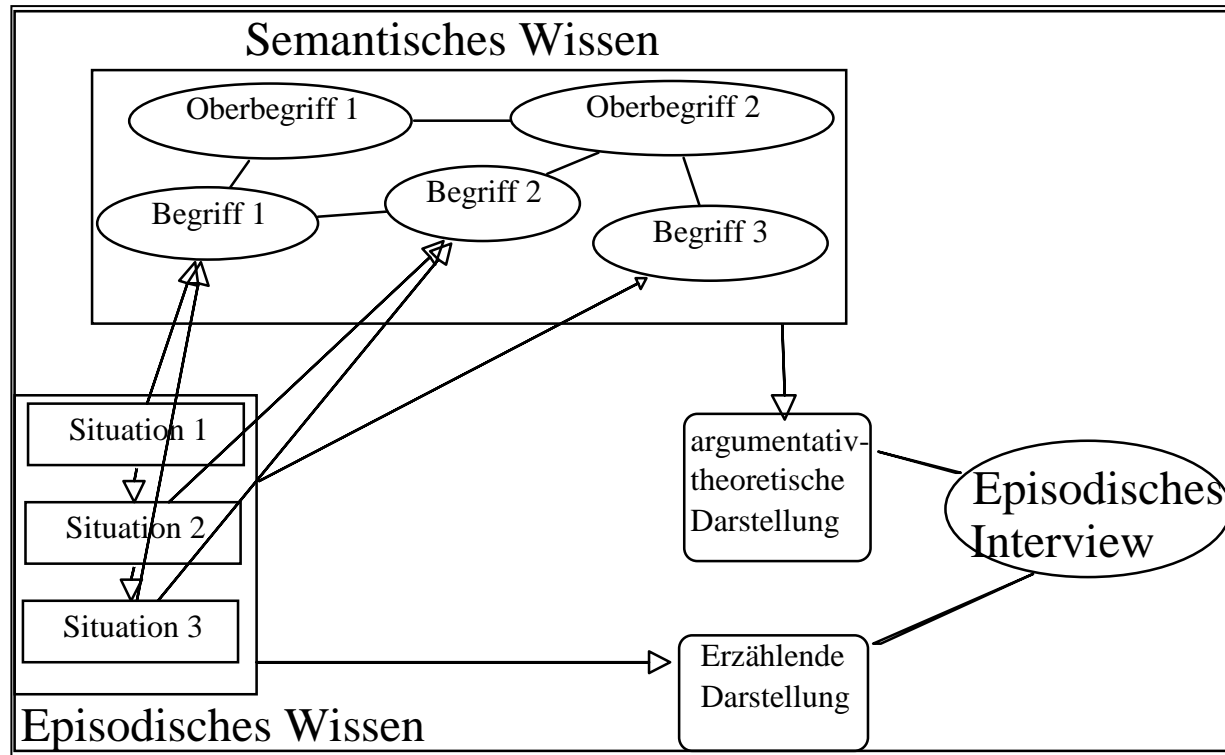 Semantisches Wissen
Oberbegriff 1
Oberbegriff 2
Begriff 1
Begriff 2
Begriff 3
Situation 1
Situation 2
Situation 3
argumentativ-
theoretische
Darstellung
Episodisches
Interview
Erzählende
Darstellung
Episodisches Wissen